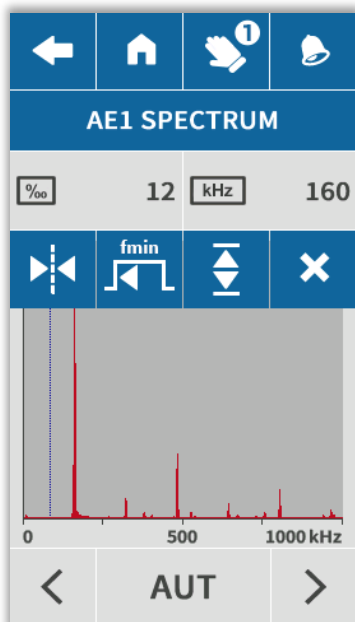 1
AE1 SPECTRUM
‰ 12 kHz 160
fmin
0 500 1000 kHz
AUT